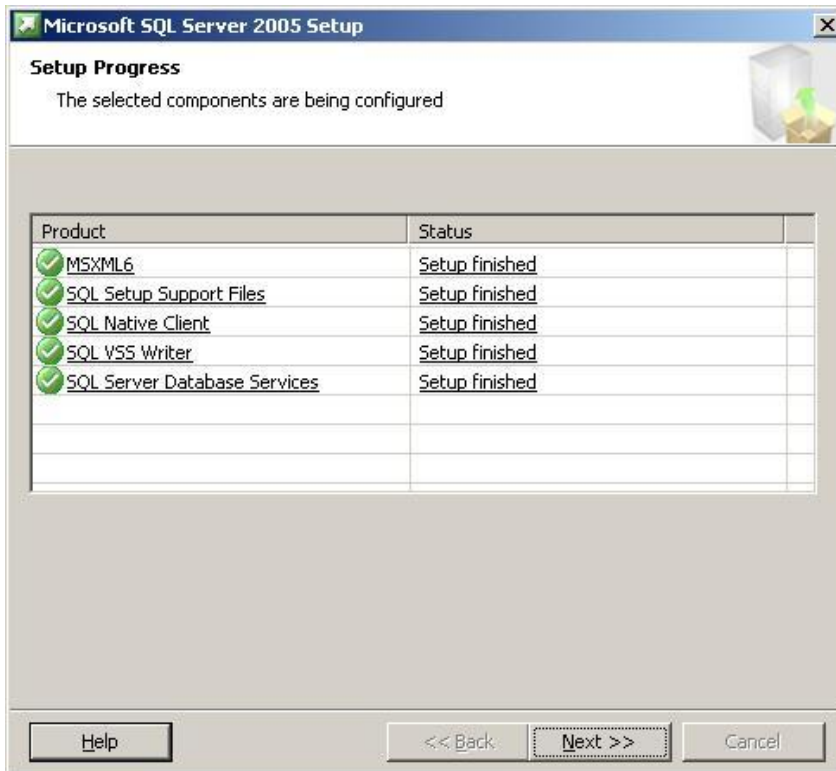 Microsoft SQL Server 2005 Setup
Setup Progress
The selected components are being configured
Product Status
MSXML6 Setup finished
SQL Setup Support Files Setup finished
SQL Native Client Setup finished
SQL VSS Writer Setup finished
SQL Server Database Services Setup finished
Help << Back Next >> Cancel